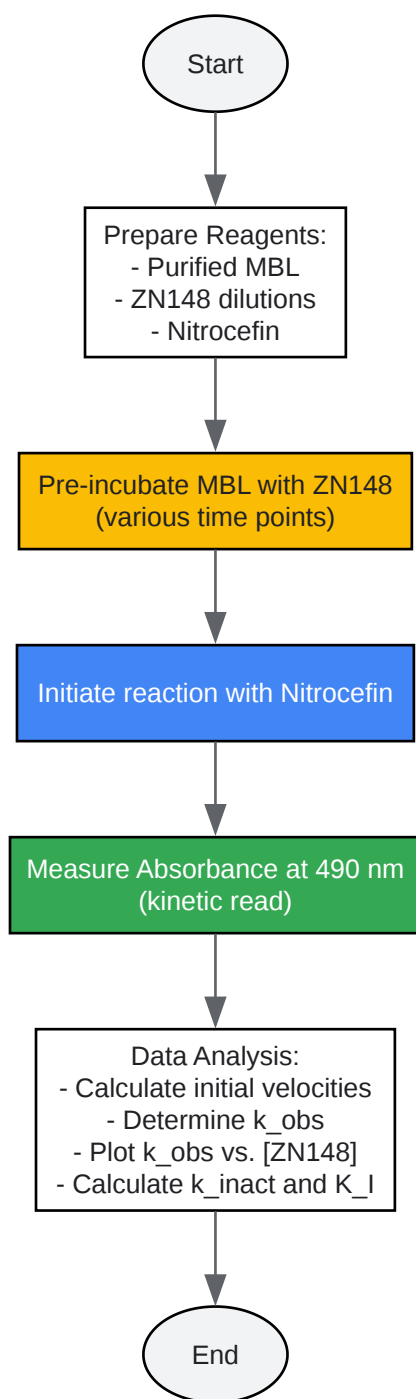 Start
Prepare Reagents:
- Purified MBL
- ZN148 dilutions
- Nitrocefin
Pre-incubate MBL with ZN148
(various time points)
Initiate reaction with Nitrocefin
Measure Absorbance at 490 nm
(kinetic read)
Data Analysis:
- Calculate initial velocities
- Determine k_obs
- Plot k_obs vs. [ZN148]
- Calculate k_inact and K_I
End